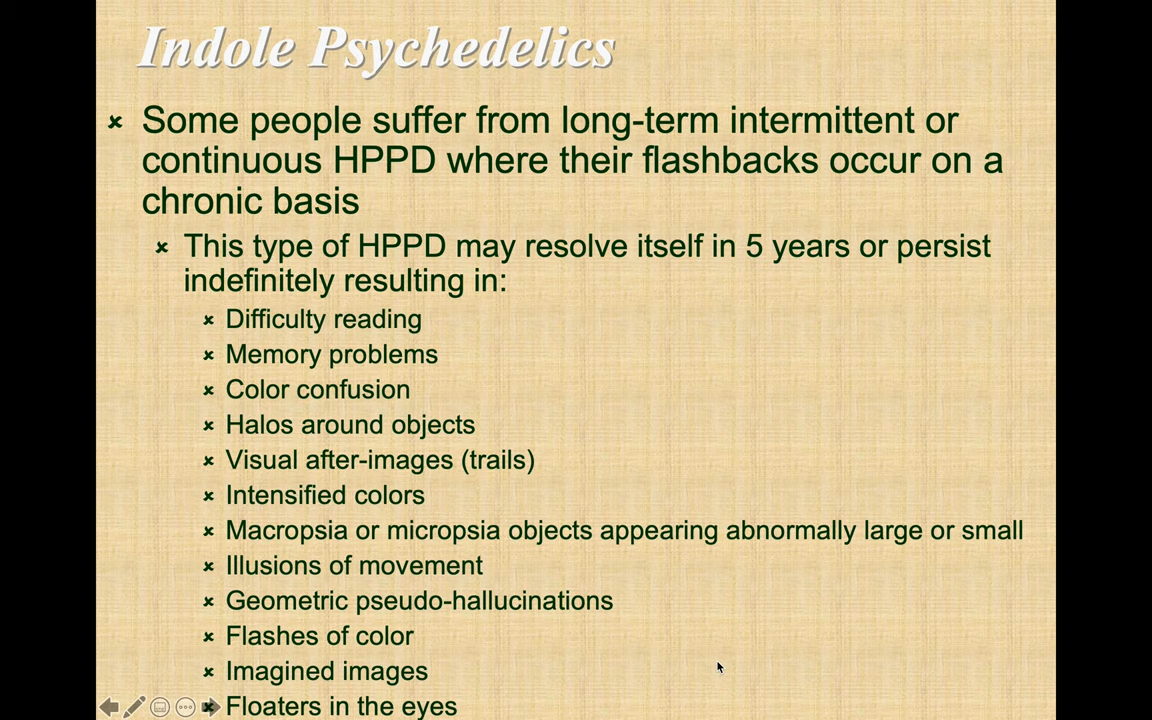 Indole Psychedelics
Some people suffer from long-term intermittent or
continuous HPPD where their flashbacks occur on a
chronic basis
This type of HPPD may resolve itself in 5 years or persist
indefinitely resulting in:
Difficulty reading
Memory problems
Color confusion
Halos around objects
Visual after-images (trails)
Intensified colors
Macropsia or micropsia objects appearing abnormally large or small
Illusions of movement
Geometric pseudo-hallucinations
Flashes of color
Imagined images
Floaters in the eyes